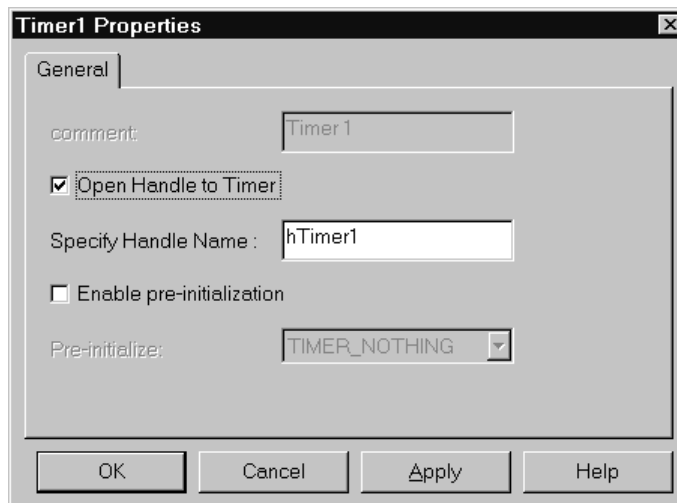 Timer1 Properties
General
comment: Timer 1
Open Handle to Timer
Specify Handle Name : hTimer1
Enable pre-initialization
Pre-initialize: TIMER_NOTHING
OK Cancel Apply Help